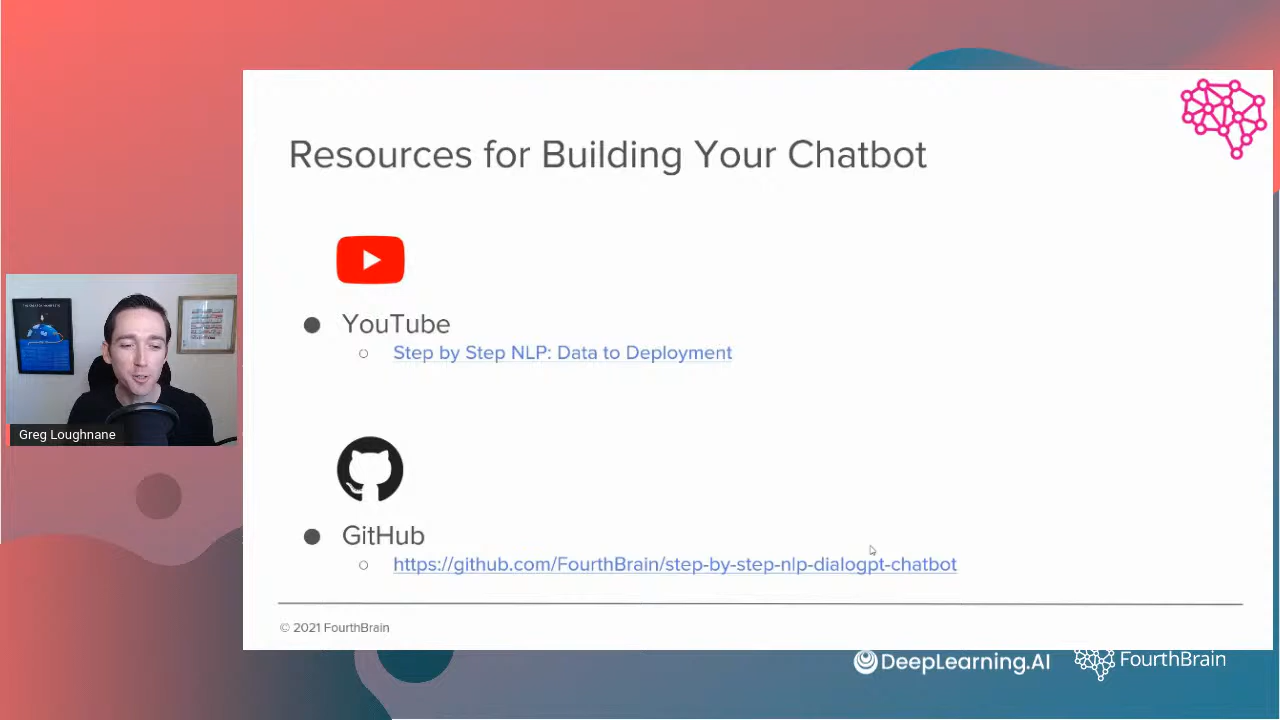 Resources for Building Your Chatbot
YouTube
Step by Step NLP: Data to Deployment
GitHub
https://github.com/FourthBrain/step-by-step-nlp-dialogpt-chatbot
© 2021 FourthBrain
Greg Loughnane
DeepLearning.AI
FourthBrain